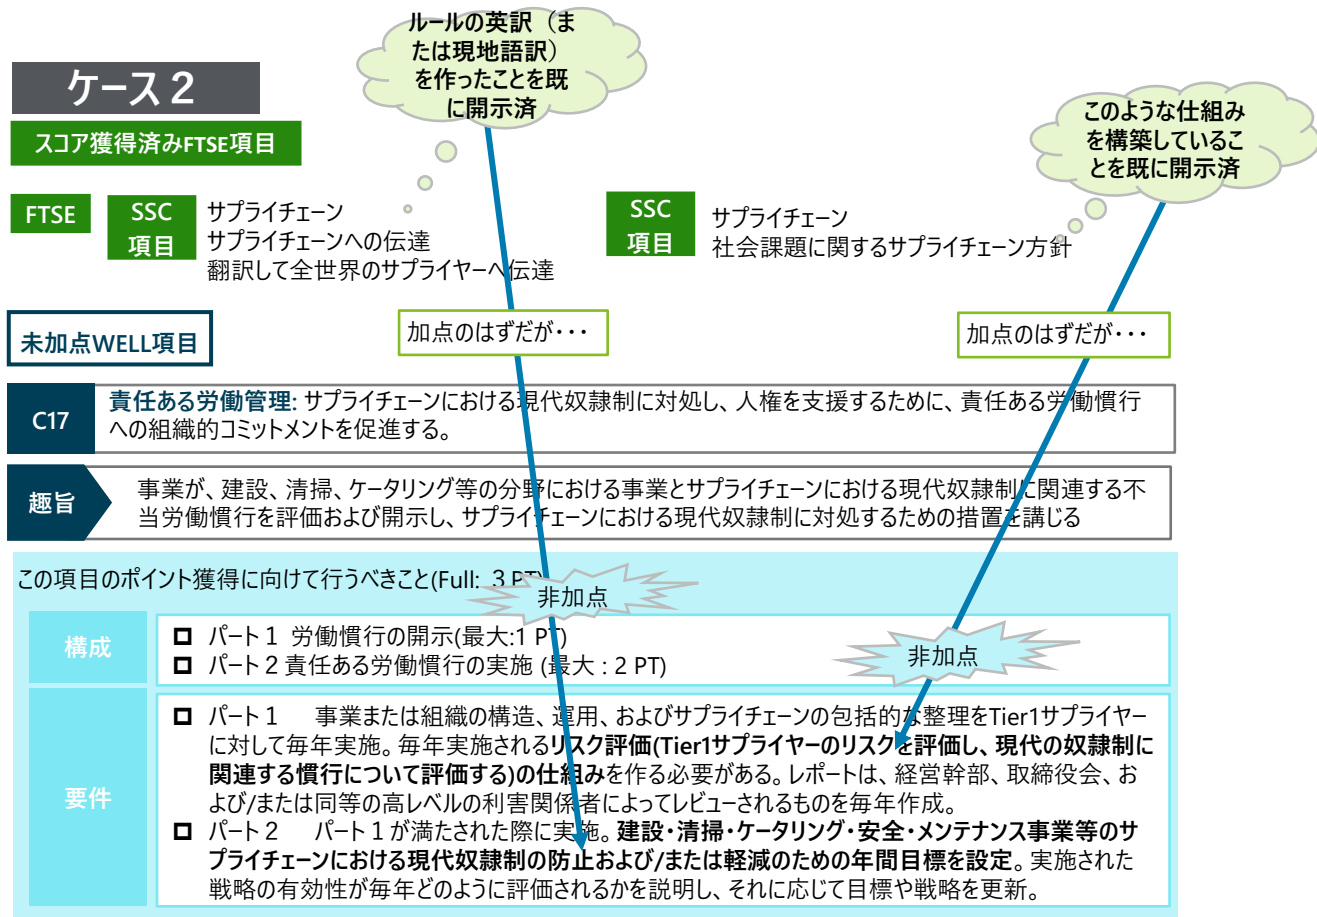 ルールの英訳（ま
たは現地語訳）
を作ったことを既
に開示済
ケース２
このような仕組み
を構築しているこ
とを既に開示済
スコア獲得済みFTSE項目
FTSE
SSC
項目
サプライチェーン
サプライチェーンへの伝達
翻訳して全世界のサプライヤーへ伝達
SSC
項目
サプライチェーン
社会課題に関するサプライチェーン方針
未加点WELL項目
加点のはずだが・・・
加点のはずだが・・・
C17
責任ある労働管理: サプライチェーンにおける現代奴隷制に対処し、人権を支援するために、責任ある労働慣行
への組織的コミットメントを促進する。
趣旨
事業が、建設、清掃、ケータリング等の分野における事業とサプライチェーンにおける現代奴隷制に関連する不
当労働慣行を評価および開示し、サプライチェーンにおける現代奴隷制に対処するための措置を講じる
この項目のポイント獲得に向けて行うべきこと(Full: ３PT)
非加点
構成
パート１ 労働慣行の開示(最大:1 PT)
パート２責任ある労働慣行の実施 (最大 : 2 PT)
非加点
要件
パート１　事業または組織の構造、運用、およびサプライチェーンの包括的な整理をTier1サプライヤー
に対して毎年実施。毎年実施されるリスク評価(Tier1サプライヤーのリスクを評価し、現代の奴隷制に
関連する慣行について評価する)の仕組みを作る必要がある。レポートは、経営幹部、取締役会、お
よび/または同等の高レベルの利害関係者によってレビューされるものを毎年作成。
パート２　パート１が満たされた際に実施。建設・清掃・ケータリング・安全・メンテナンス事業等のサ
プライチェーンにおける現代奴隷制の防止および/または軽減のための年間目標を設定。実施された
戦略の有効性が毎年どのように評価されるかを説明し、それに応じて目標や戦略を更新。